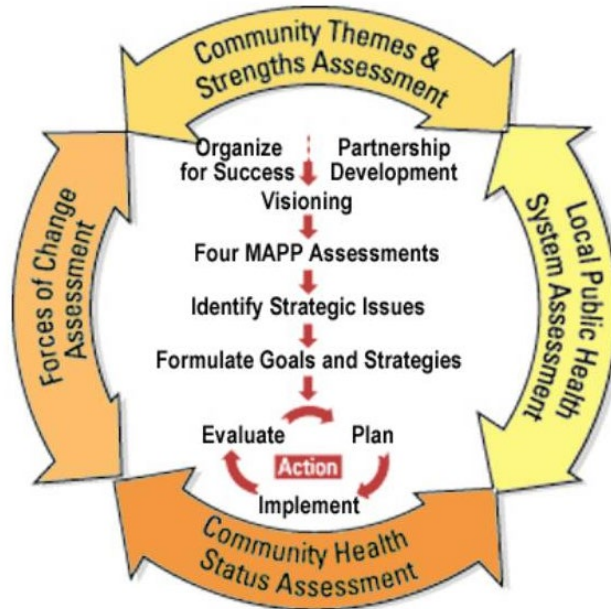 Community Themes &
Strengths Assessment
Organize
for Success
Partnership
Development
Visioning
Four MAPP Assessments
Identify Strategic Issues
Formulate Goals and Strategies
Evaluate
Plan
Action
Implement
Forces of Change
Assessment
Local Public Health
System Assessment
Community Health
Status Assessment